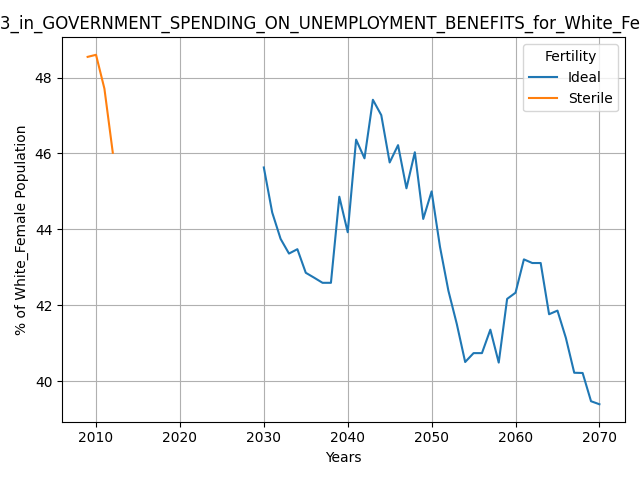 3_in_GOVERNMENT_SPENDING_ON_UNEMPLOYMENT_BENEFITS_for_White_Fe
Fertility
Ideal
Sterile
% of White_Female Population
48
46
44
42
40
2010 2020 2030 2040 2050 2060 2070
Years